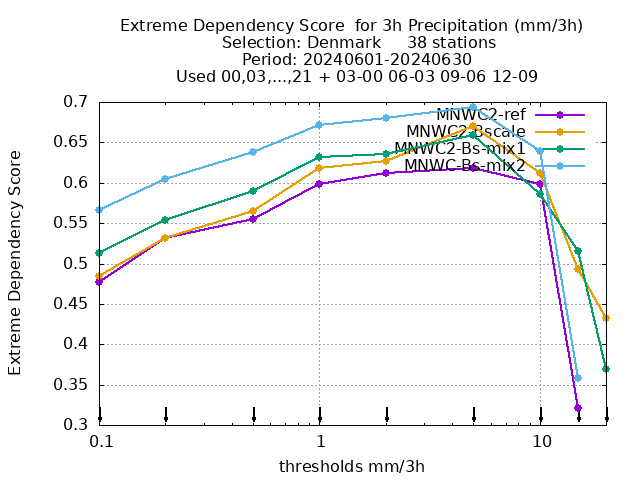 Extreme Dependency Score  for 3h Precipitation (mm/3h)
Selection: Denmark     38 stations
Period: 20240601-20240630
Used 00,03,...,21 + 03-00 06-03 09-06 12-09
MNWC2-ref
MNWC2-Bscale
MNWC2-Bs-mix1
MNWC-Bs-mix2
Extreme Dependency Score
0.7
0.65
0.6
0.55
0.5
0.45
0.4
0.35
0.3
0.1
1
10
thresholds mm/3h